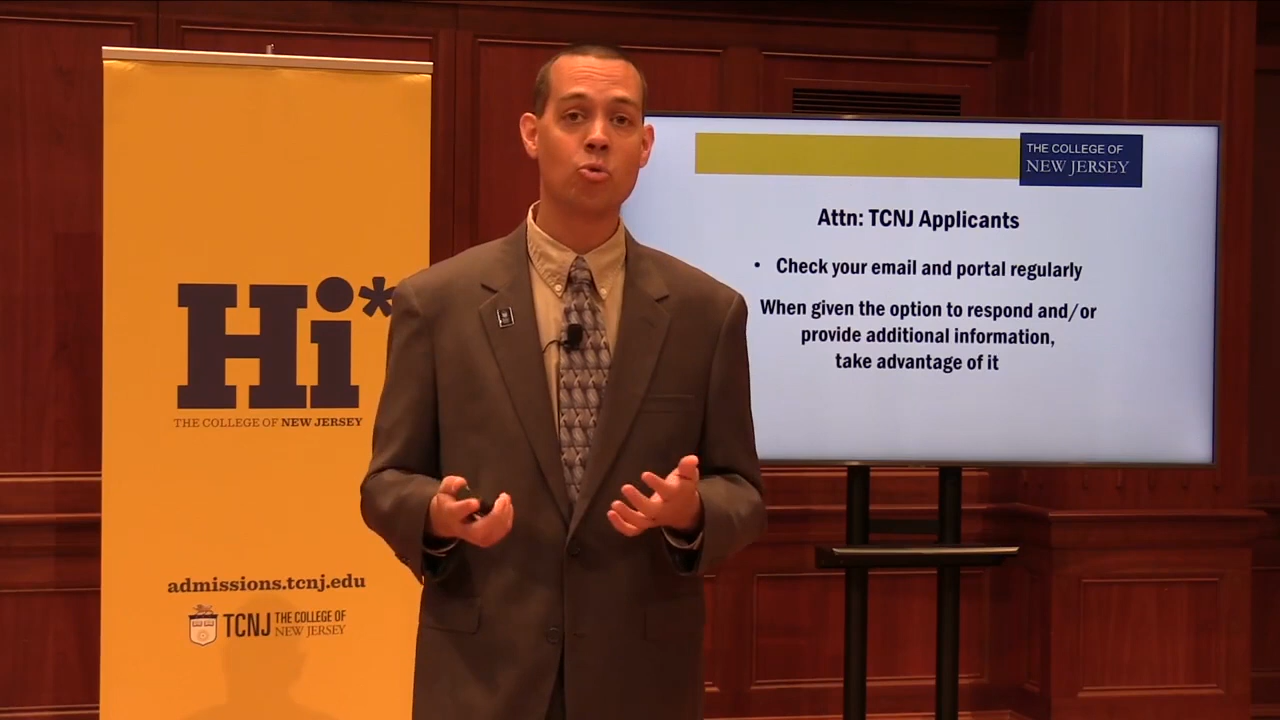 Hi*
THE COLLEGE OF NEW JERSEY
admissions.tcnj.edu
TCNJ THE COLLEGE OF
NEW JERSEY
THE COLLEGE OF
NEW JERSEY
Attn: TCNJ Applicants
• Check your email and portal regularly
When given the option to respond and/or
provide additional information,
take advantage of it